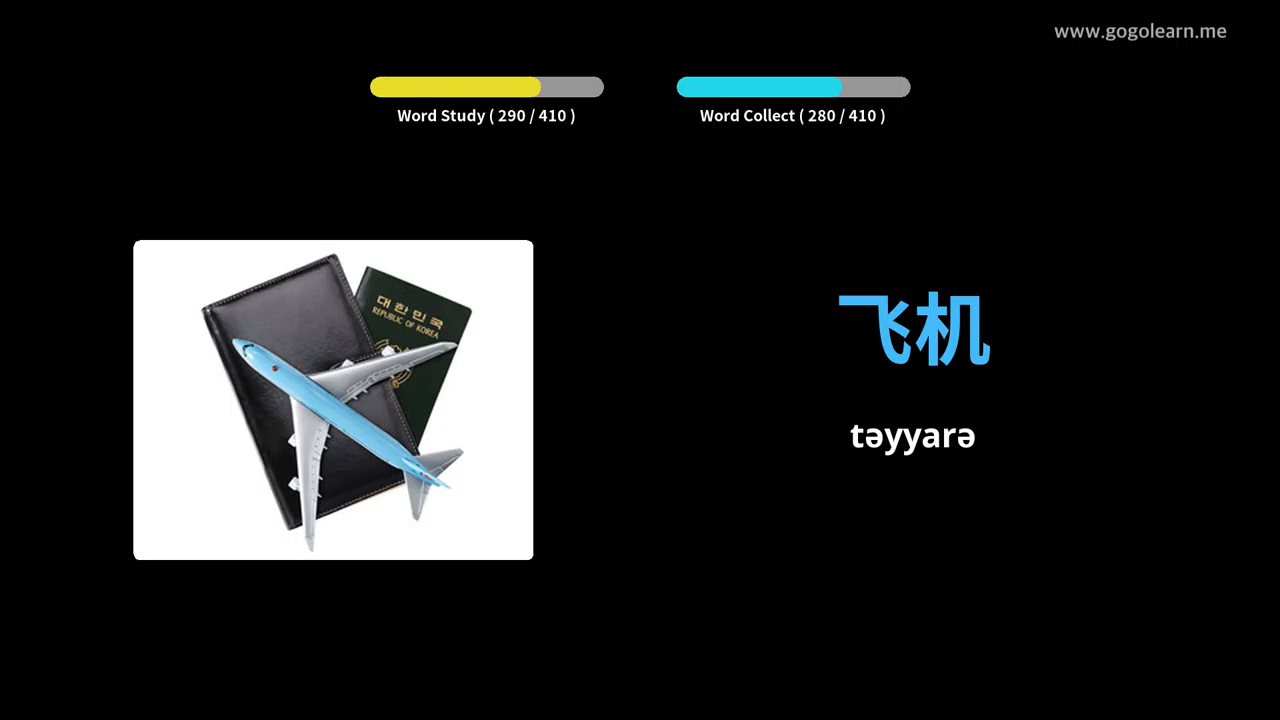 www.gogolearn.me
Word Study ( 290 / 410 )
Word Collect ( 280 / 410 )
대한민국
REPUBLIC OF KOREA
飞机
təyyarə